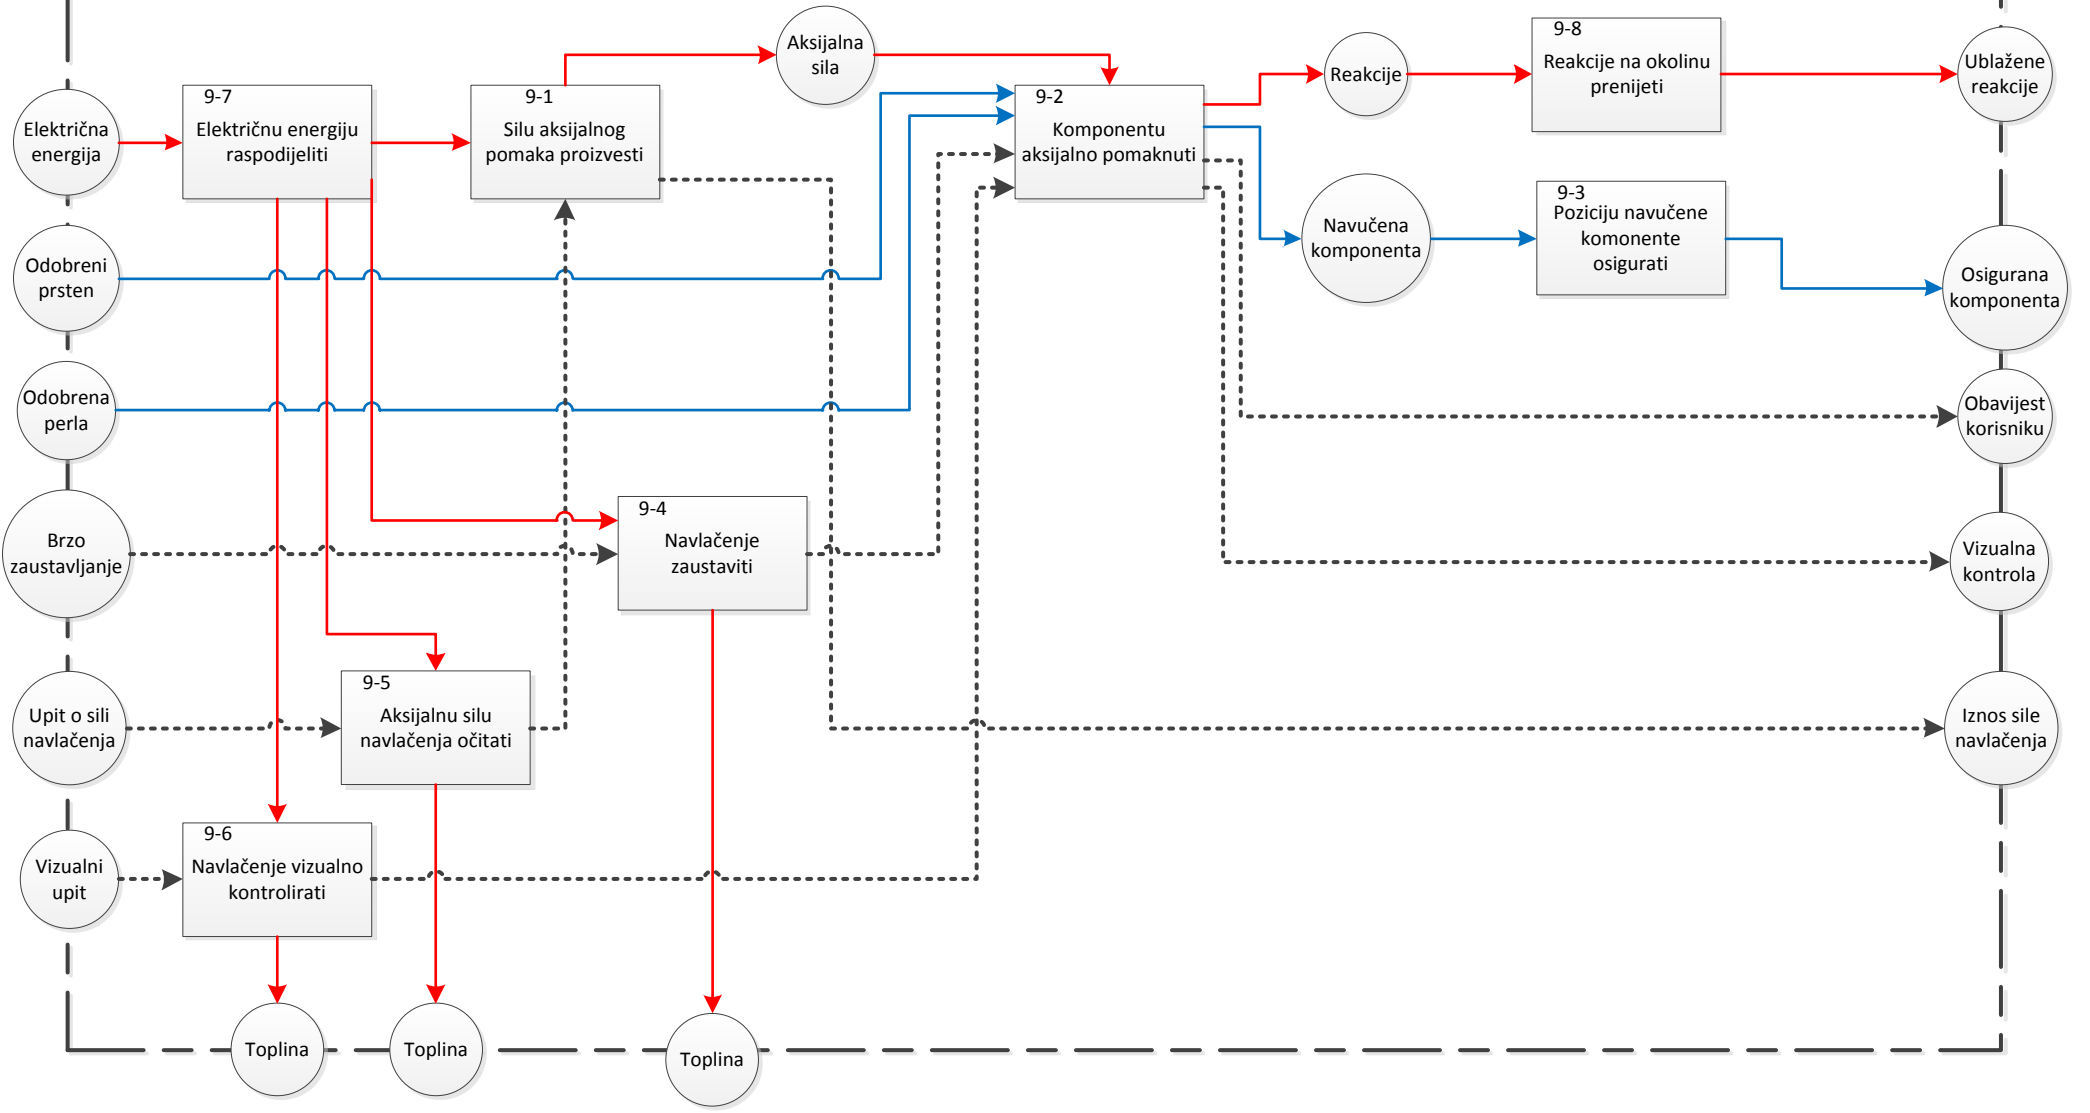 Aksijalna
sila
9-8
Reakcije na okolinu
prenijeti
Reakcije
Ublažene
reakcije
Električna
energija
9-7
Električnu energiju
raspodijeliti
9-1
Silu aksijalnog
pomaka proizvesti
9-2
Komponentu
aksijalno pomaknuti
Navučena
komponenta
9-3
Poziciju navučene
komonente
osigurati
Odobreni
prsten
Osigurana
komponenta
Odobrena
perla
Obavijest
korisniku
Brzo
zaustavljanje
9-4
Navlačenje
zaustaviti
Vizualna
kontrola
Upit o sili
navlačenja
9-5
Aksijalnu silu
navlačenja očitati
Iznos sile
navlačenja
Vizualni
upit
9-6
Navlačenje vizualno
kontrolirati
Toplina
Toplina
Toplina